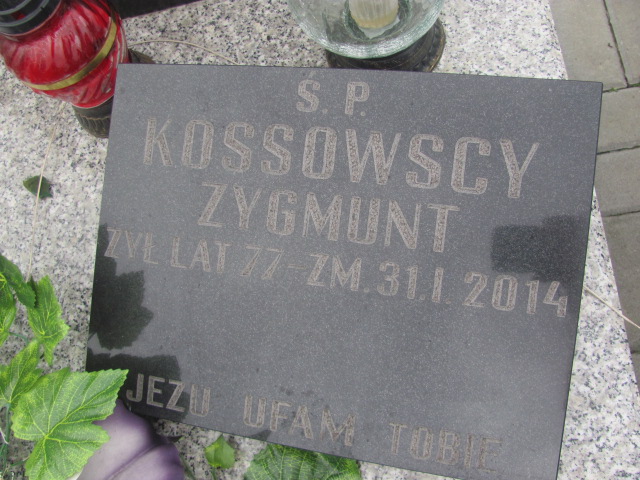 Ś. P.
KOSSOWSCY
ZYGMUNT
ŻYŁ LAT 77-ZM.31.I.2014
JEZU UFAM TOBIE